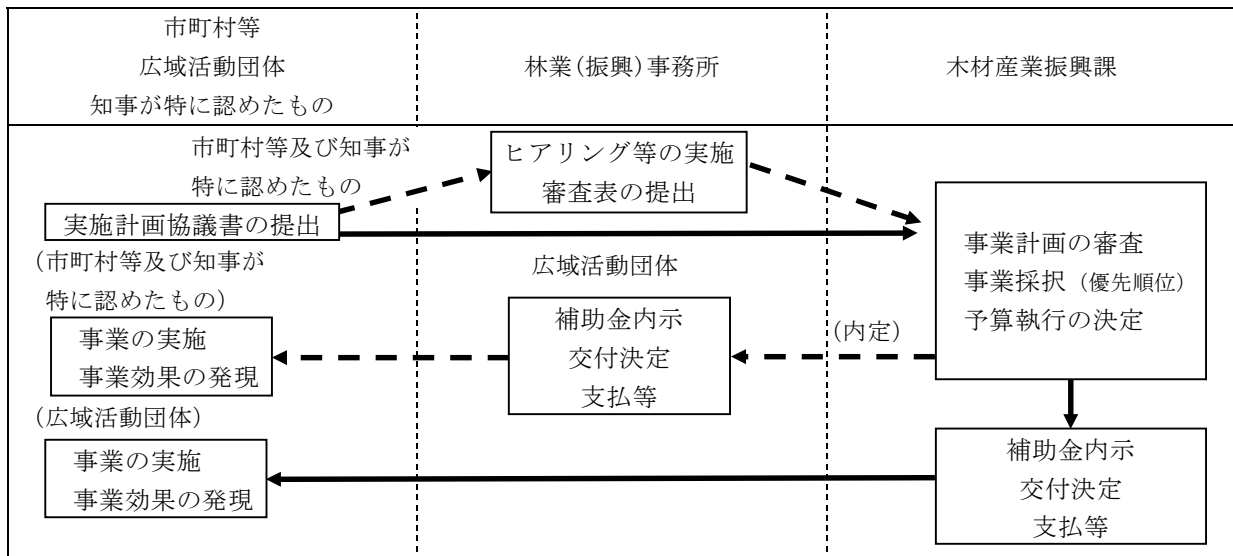 市町村等
広域活動団体
知事が特に認めたもの
林業(振興)事務所
木材産業振興課
市町村等及び知事が
特に認めたもの
ヒアリング等の実施
審査表の提出
実施計画協議書の提出
事業計画の審査
事業採択(優先順位)
予算執行の決定
(市町村等及び知事が
特に認めたもの)
広域活動団体
事業の実施
事業効果の発現
補助金内示
交付決定
支払等
(内定)
(広域活動団体)
事業の実施
事業効果の発現
補助金内示
交付決定
支払等